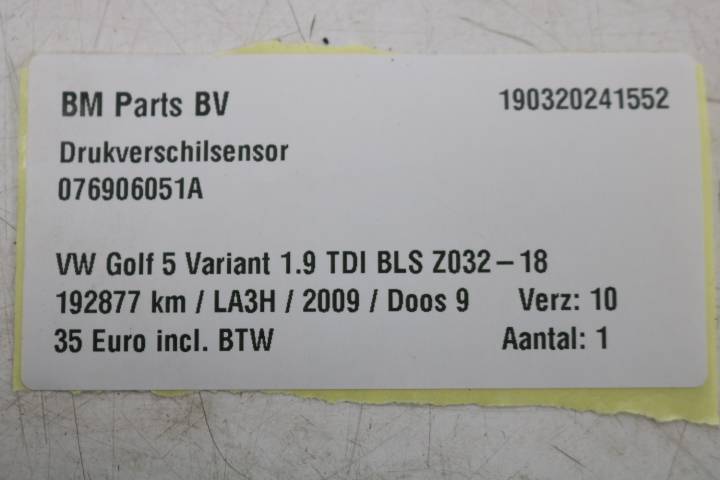 BM Parts BV 190320241552
Drukverschilsensor
076906051A
VW Golf 5 Variant 1.9 TDI BLS Z032-18
192877 km / LA3H / 2009 / Doos 9 Verz: 10
35 Euro incl. BTW Aantal: 1